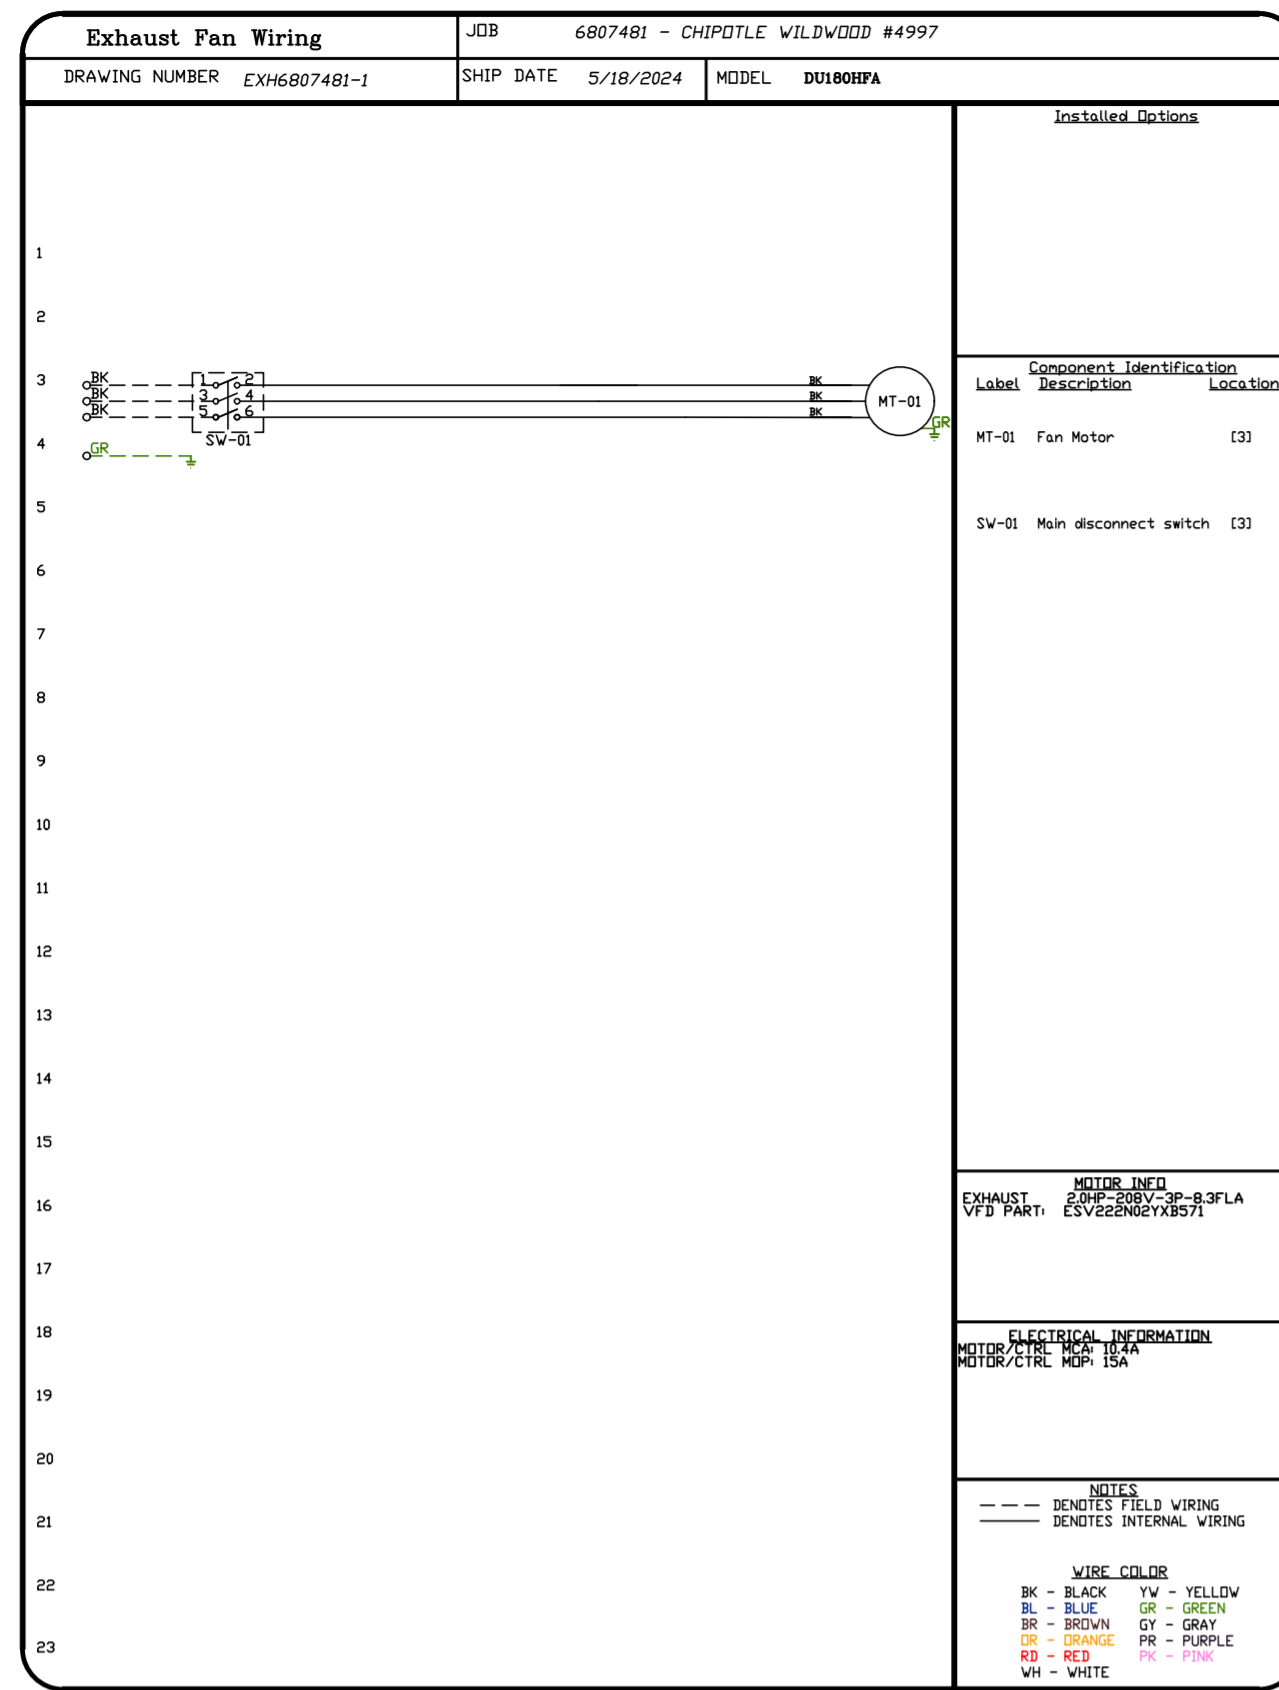 Exhaust Fan Wiring
JOB 6807481 - CHIPOTLE WILDWOOD #4997
DRAWING NUMBER EXH6807481-1
SHIP DATE 5/18/2024
MODEL DU180HFA
Installed Options
1
2
3
BK
BK
BK
1 2
3 4
5 6
SW-01
BK
BK
BK
MT-01
GR
4
GR
5
6
7
8
9
10
11
12
13
14
15
16
17
18
19
20
21
22
23
Component Identification
Label Description Location
MT-01 Fan Motor [3]
SW-01 Main disconnect switch [3]
MOTOR INFO
EXHAUST 2.0HP-208V-3P-8.3FLA
VFD PART: ESV222N02YXB571
ELECTRICAL INFORMATION
MOTOR/CTRL MCA: 10.4A
MOTOR/CTRL MOP: 15A
NOTES
DENOTES FIELD WIRING
DENOTES INTERNAL WIRING
WIRE COLOR
BK - BLACK YW - YELLOW
BL - BLUE GR - GREEN
BR - BROWN GY - GRAY
OR - ORANGE PR - PURPLE
RD - RED PK - PINK
WH - WHITE